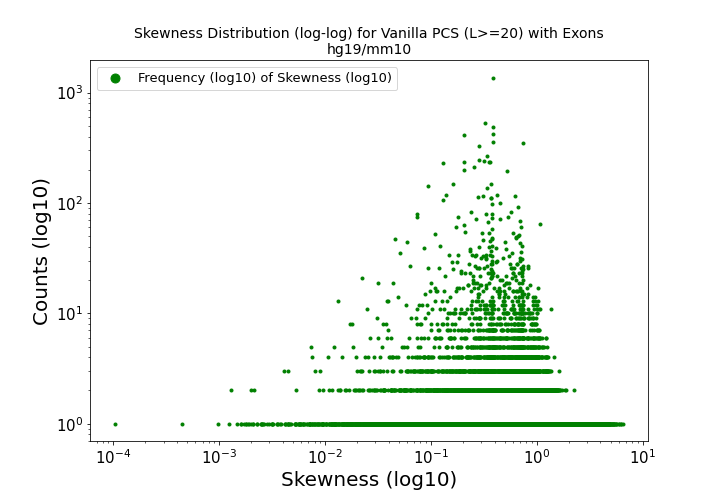 Skewness Distribution (log-log) for Vanilla PCS (L>=20) with Exons
hg19/mm10
Frequency (log10) of Skewness (log10)
Counts (log10)
10³
10²
10¹
10⁰
10⁻⁴ 10⁻³ 10⁻² 10⁻¹ 10⁰ 10¹
Skewness (log10)